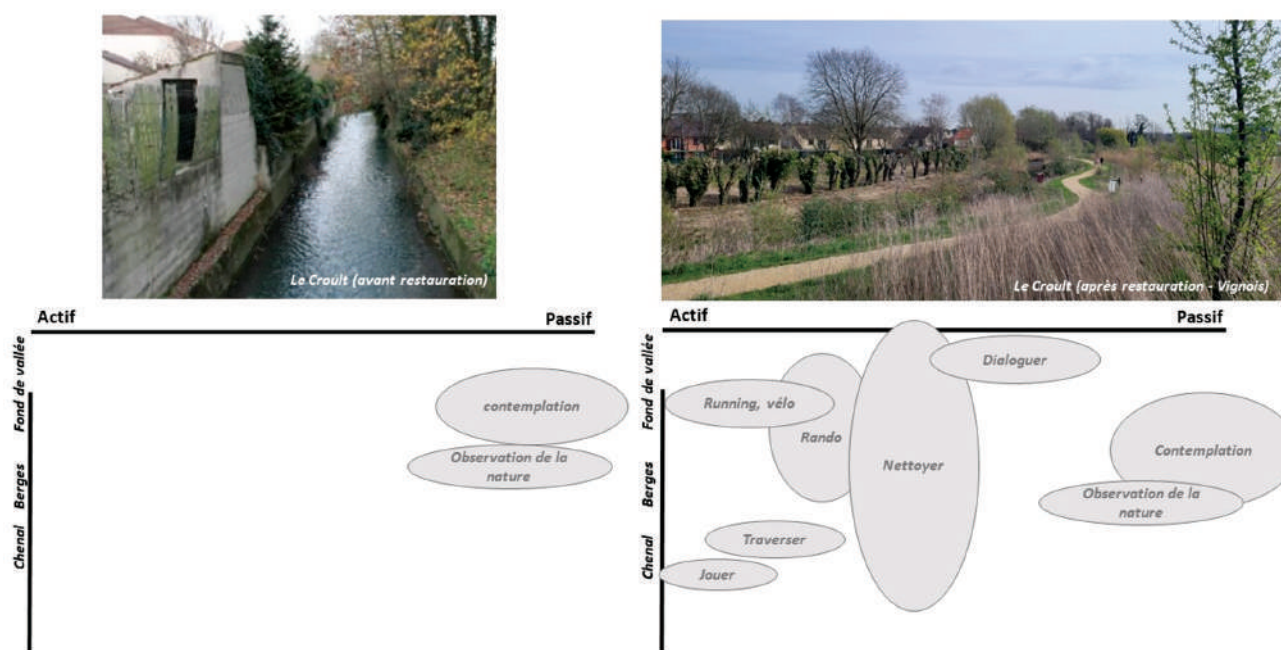 Le Croult (avant restauration)
Actif
Passif
Fond de vallée
Berges
Chenal
contemplation
Observation de la
nature
Le Croult (après restauration - Vignois)
Actif
Passif
Fond de vallée
Berges
Chenal
Dialoguer
Running, vélo
Rando
Nettoyer
Contemplation
Observation de la
nature
Traverser
Jouer